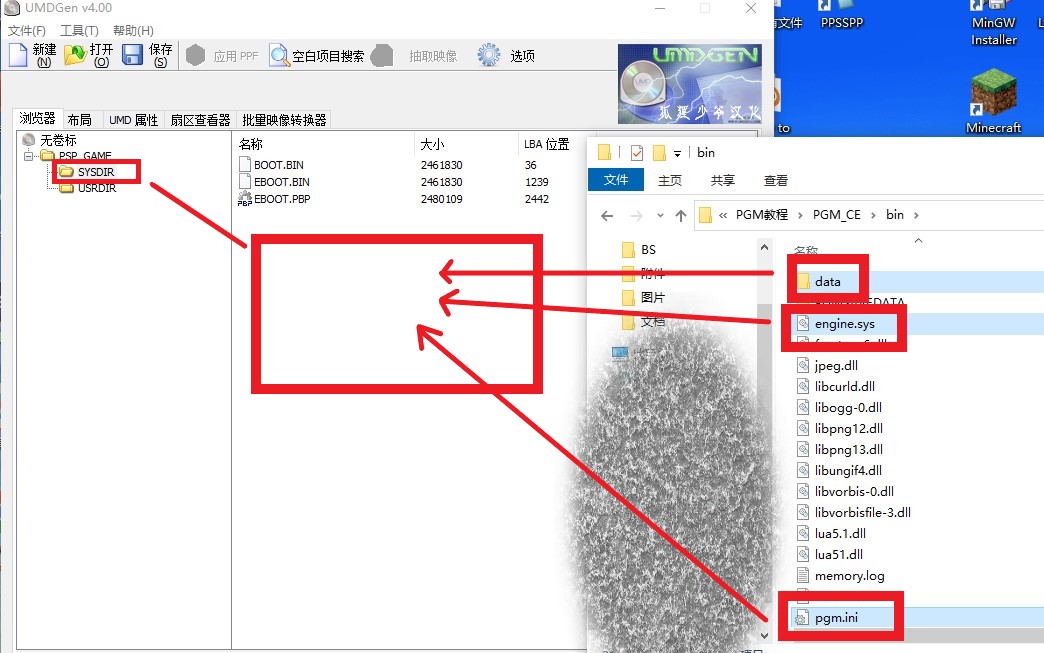 UMDGen v4.00
文件(F) 工具(T) 帮助(H)
新建(N) 打开(O) 保存(S) 应用 PPF 空白项目搜索 抽取映像 选项
UMDGEN
狐狸少爷汉化
浏览器 布局 UMD 属性 扇区查看器 批量映像转换器
无卷标
PSP_GAME
SYSDIR
USRDIR
名称 大小 LBA 位置
BOOT.BIN 2461830 36
EBOOT.BIN 2461830 1239
EBOOT.PBP 2480109 2442
文件
PPSSPP
MinGW Installer
to
Minecraft
bin
文件 主页 共享 查看
« PGM教程 › PGM_CE › bin ›
BS
附件
图片
文档
名称
data
engine.sys
jpeg.dll
libcurld.dll
libogg-0.dll
libpng12.dll
libpng13.dll
libungif4.dll
libvorbis-0.dll
libvorbisfile-3.dll
lua5.1.dll
lua51.dll
memory.log
pgm.ini